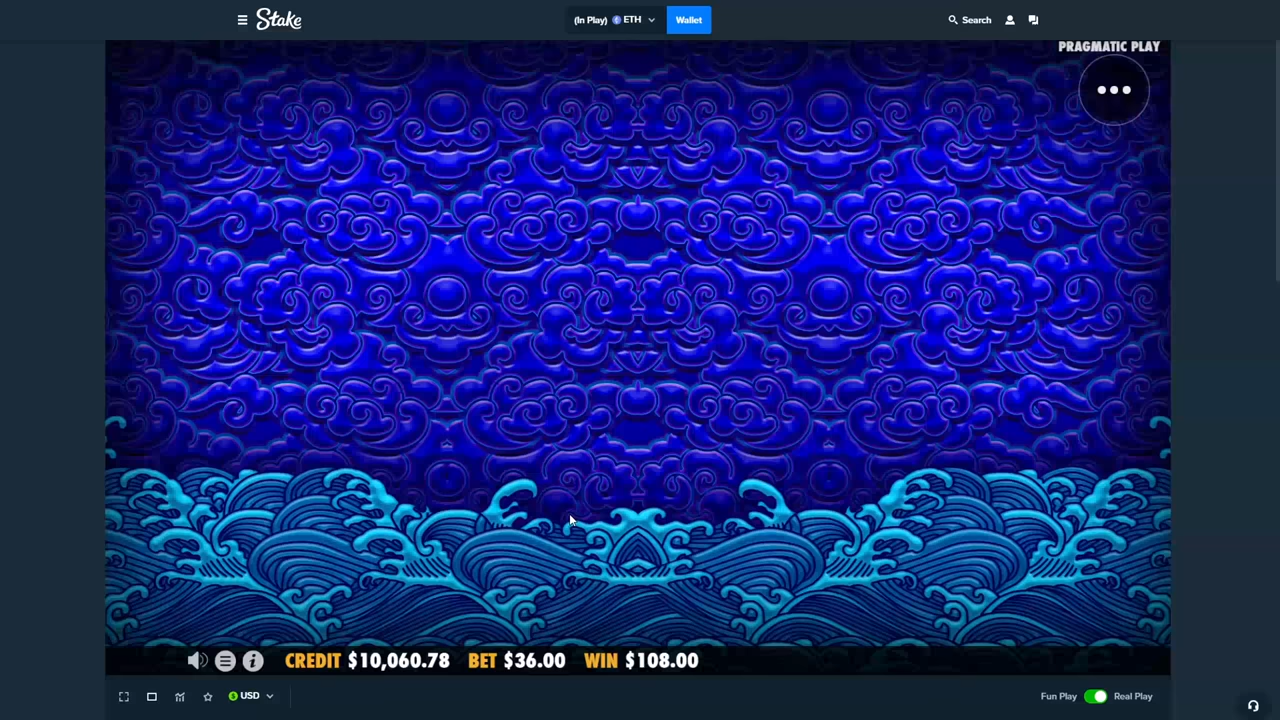 Stake
(In Play) ETH
Wallet
Search
PRAGMATIC PLAY
CREDIT $10,060.78 BET $36.00 WIN $108.00
USD
Fun Play
Real Play